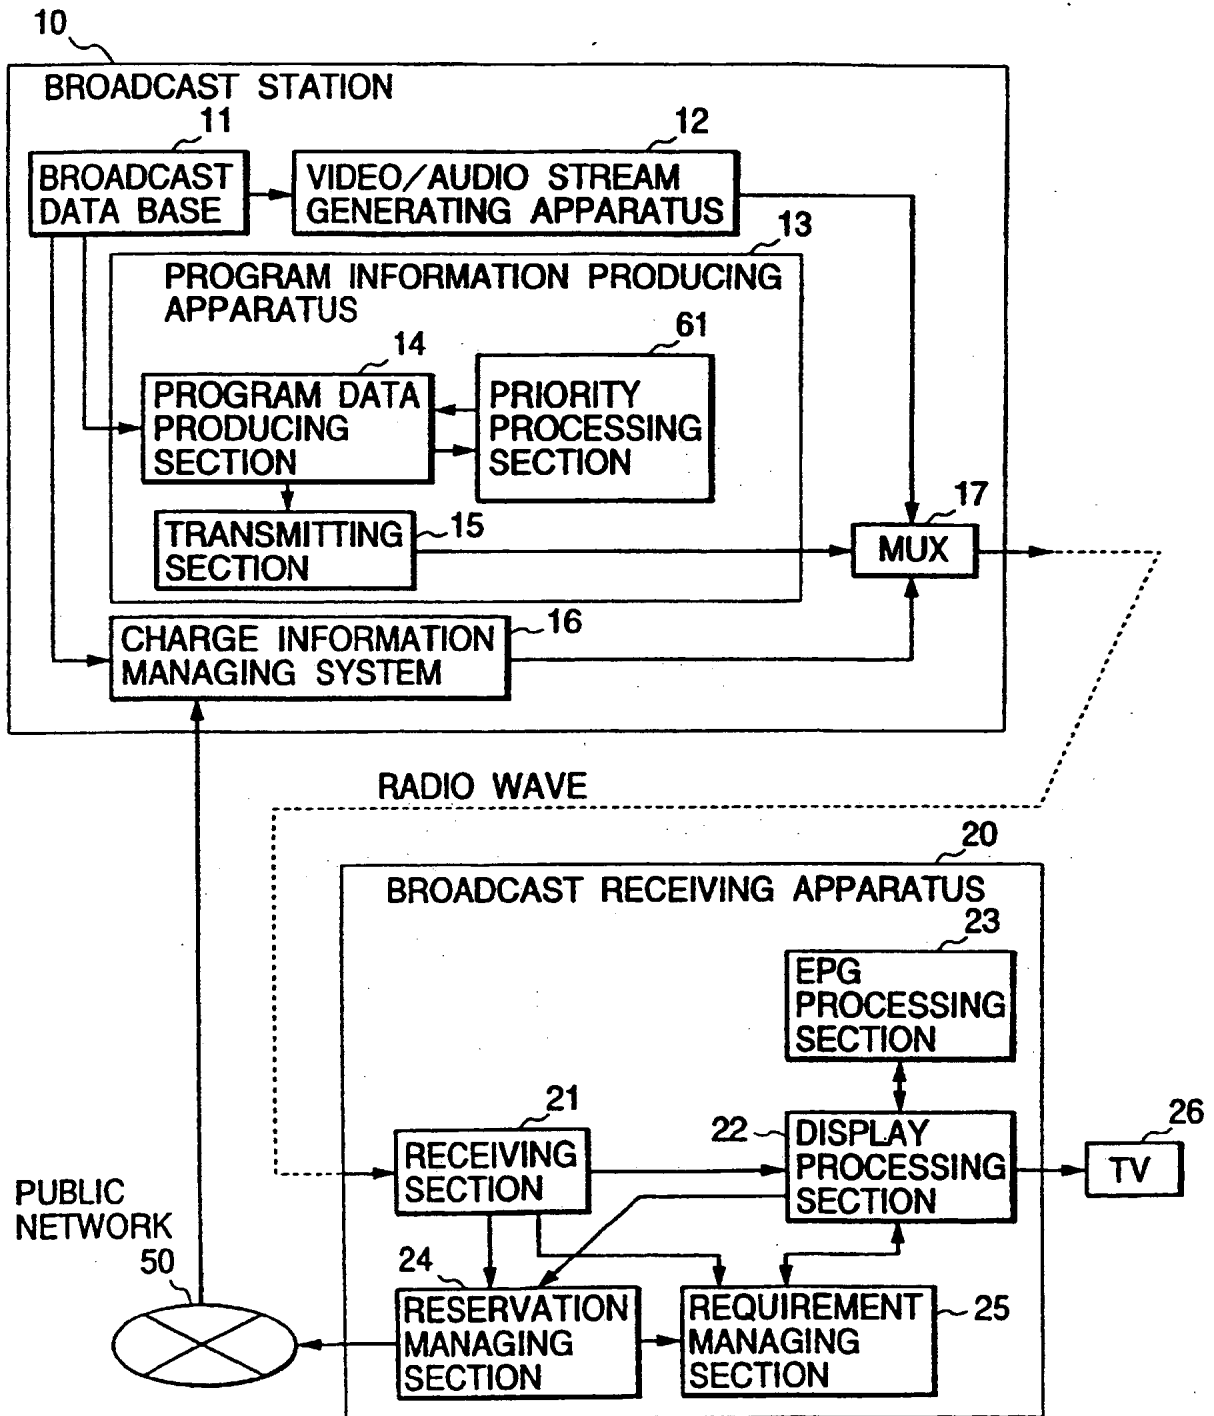 10
BROADCAST STATION
11
12
BROADCAST
DATA BASE
VIDEO/AUDIO STREAM
GENERATING APPARATUS
13
PROGRAM INFORMATION PRODUCING
APPARATUS
14
61
PROGRAM DATA
PRODUCING
SECTION
PRIORITY
PROCESSING
SECTION
17
TRANSMITTING
SECTION
15
MUX
CHARGE INFORMATION
MANAGING SYSTEM
16
RADIO WAVE
20
BROADCAST RECEIVING APPARATUS
23
EPG
PROCESSING
SECTION
21
RECEIVING
SECTION
22
DISPLAY
PROCESSING
SECTION
26
TV
PUBLIC
NETWORK
50
24
RESERVATION
MANAGING
SECTION
REQUIREMENT
MANAGING
SECTION
25